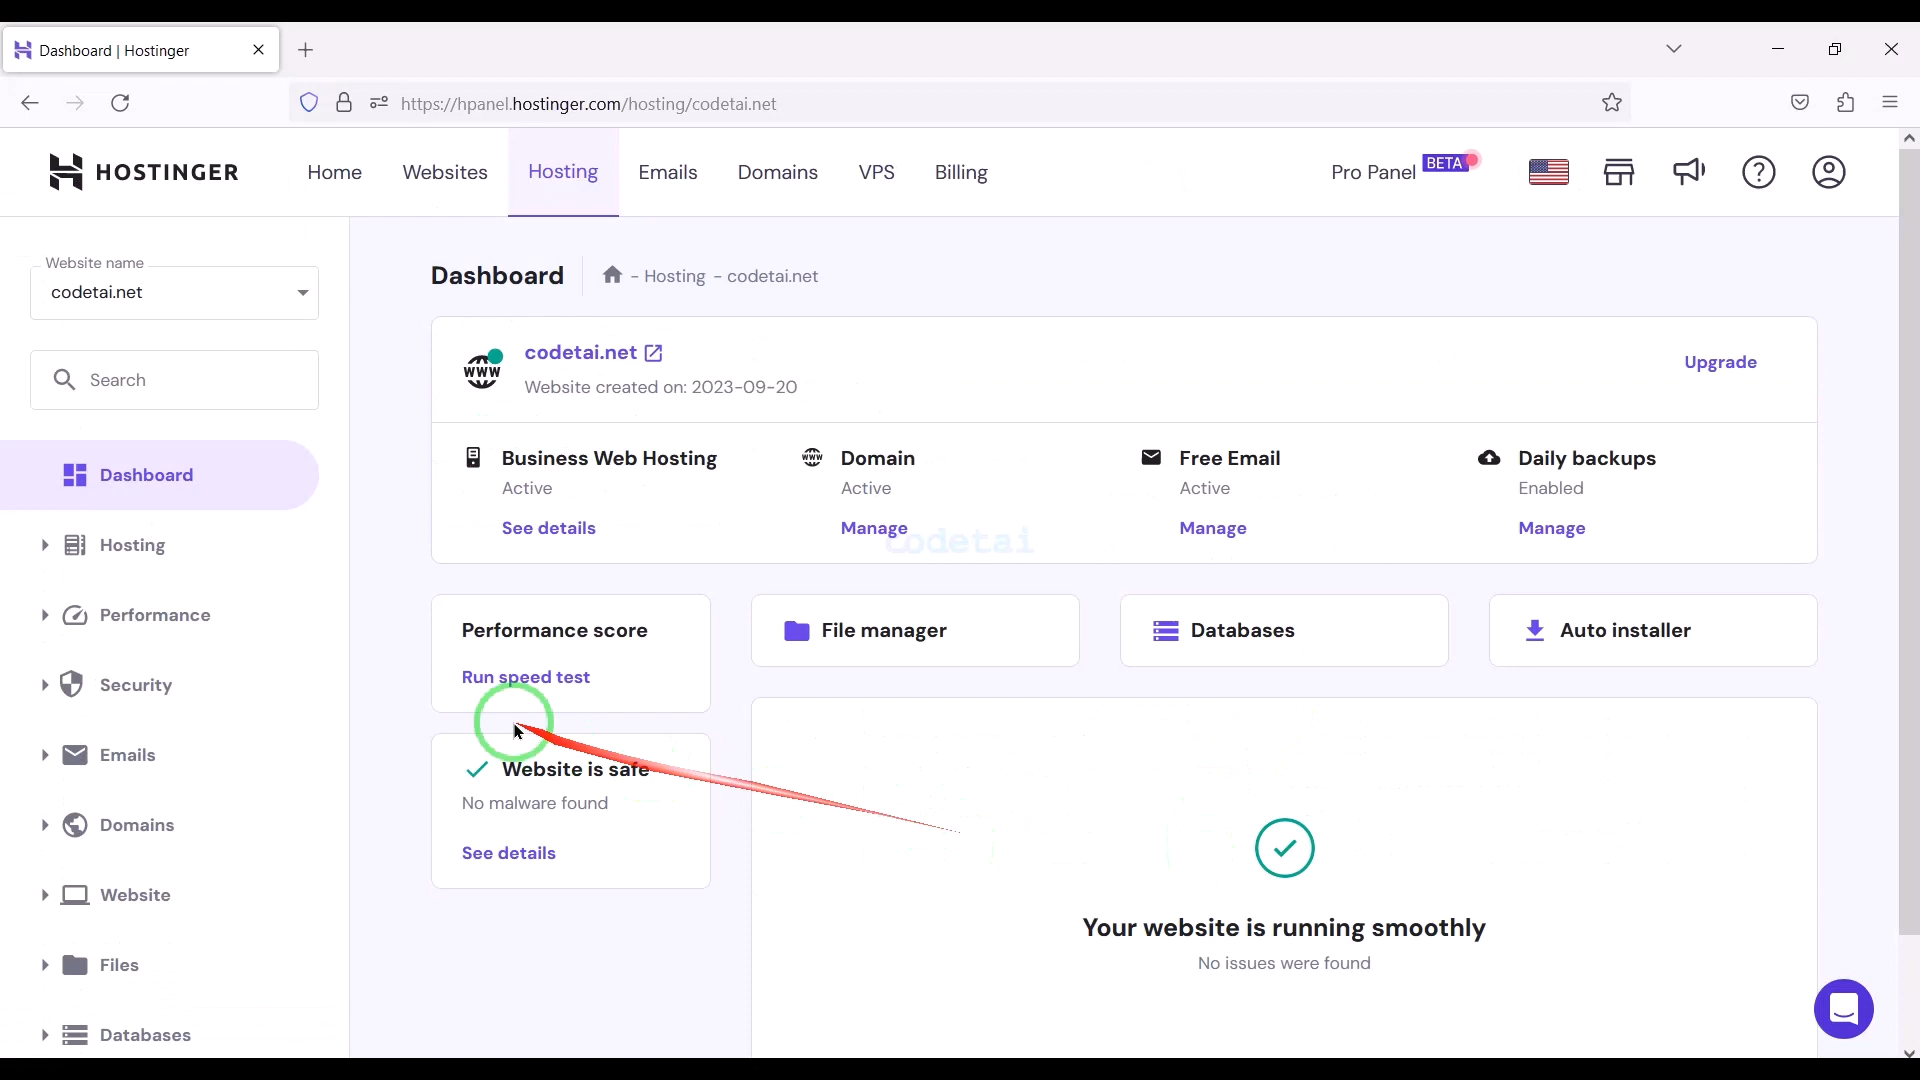 Dashboard | Hostinger
https://hpanel.hostinger.com/hosting/codetai.net
HOSTINGER
Home
Websites
Hosting
Emails
Domains
VPS
Billing
Pro Panel
BETA
Website name
codetai.net
Search
Dashboard
Hosting
Performance
Security
Emails
Domains
Website
Files
Databases
Dashboard
- Hosting - codetai.net
WWW
codetai.net
Website created on: 2023-09-20
Upgrade
Business Web Hosting
Active
See details
WWW
Domain
Active
Manage
Free Email
Active
Manage
Daily backups
Enabled
Manage
codetai
Performance score
Run speed test
File manager
Databases
Auto installer
Website is safe
No malware found
See details
Your website is running smoothly
No issues were found